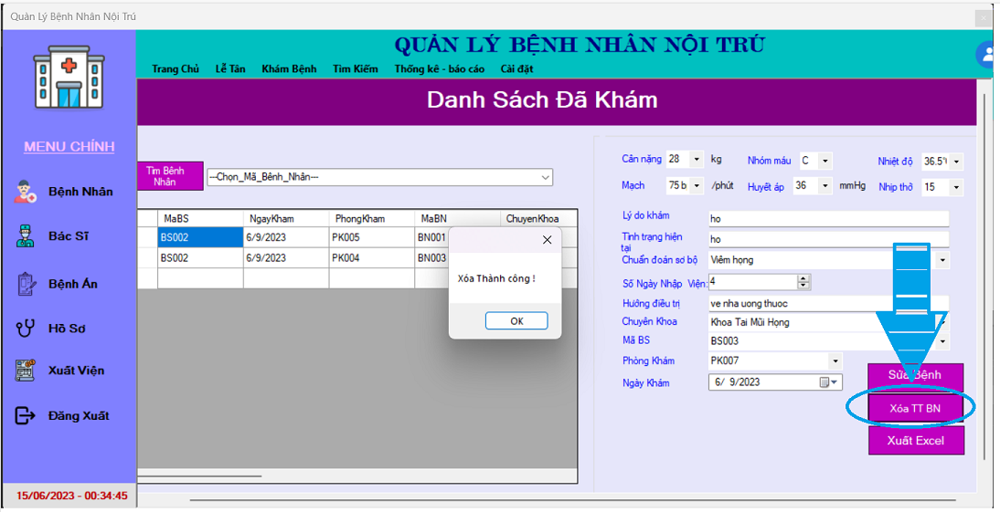 Quản Lý Bệnh Nhân Nội Trú
QUẢN LÝ BỆNH NHÂN NỘI TRÚ
Trang Chủ Lễ Tân Khám Bệnh Tìm Kiếm Thống kê - báo cáo Cài đặt
Danh Sách Đã Khám
MENU CHÍNH
Bệnh Nhân
Bác Sĩ
Bệnh Án
Hồ Sơ
Xuất Viện
Đăng Xuất
15/06/2023 - 00:34:45
Tìm Bệnh
Nhân
---Chọn_Mã_Bệnh_Nhân---
MaBS NgayKham PhongKham MaBN ChuyenKhoa
BS002 6/9/2023 PK005 BN001
BS002 6/9/2023 PK004 BN003
Xóa Thành công !
OK
Cân nặng 28 kg Nhóm máu C Nhiệt độ 36.5°
Mạch 75 b /phút Huyết áp 36 mmHg Nhịp thở 15
Lý do khám ho
Tình trạng hiện
tại ho
Chuẩn đoán sơ bộ Viêm họng
Số Ngày Nhập Viện: 4
Hướng điều trị ve nha uong thuoc
Chuyên Khoa Khoa Tai Mũi Họng
Mã BS BS003
Phòng Khám PK007
Ngày Khám 6/ 9/2023
Sửa Bệnh
Xóa TT BN
Xuất Excel